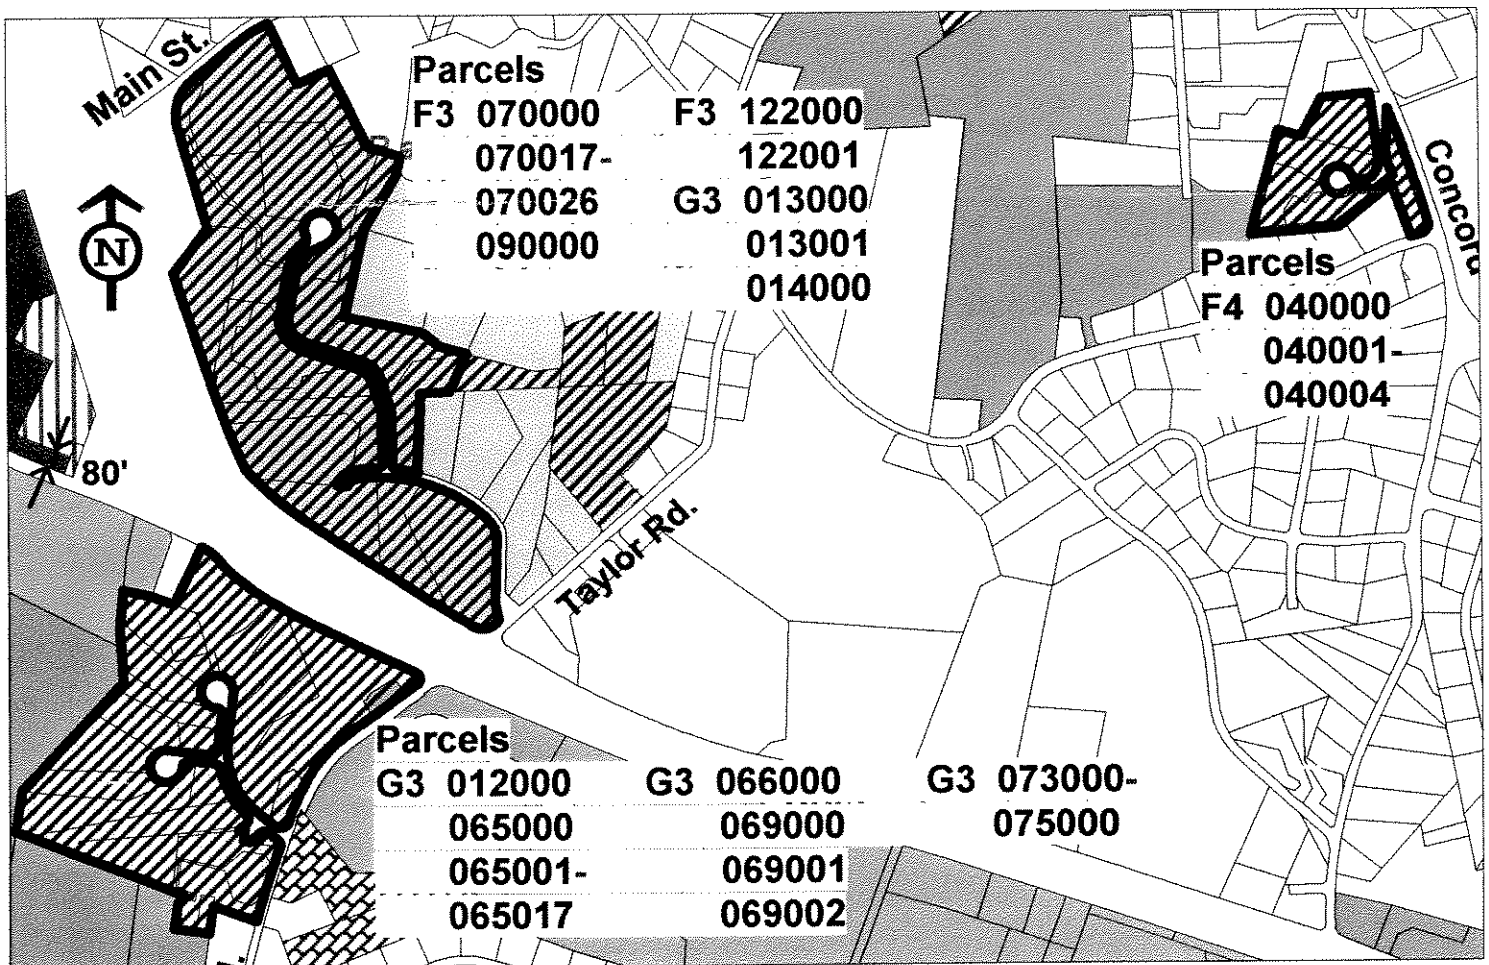 Main St.
Parcels
F3 070000 F3 122000
070017- 122001
070026 G3 013000
090000 013001
014000
N
Concord
Parcels
F4 040000
040001-
040004
80'
Taylor Rd.
Parcels
G3 012000 G3 066000 G3 073000-
065000 069000 075000
065001- 069001
065017 069002